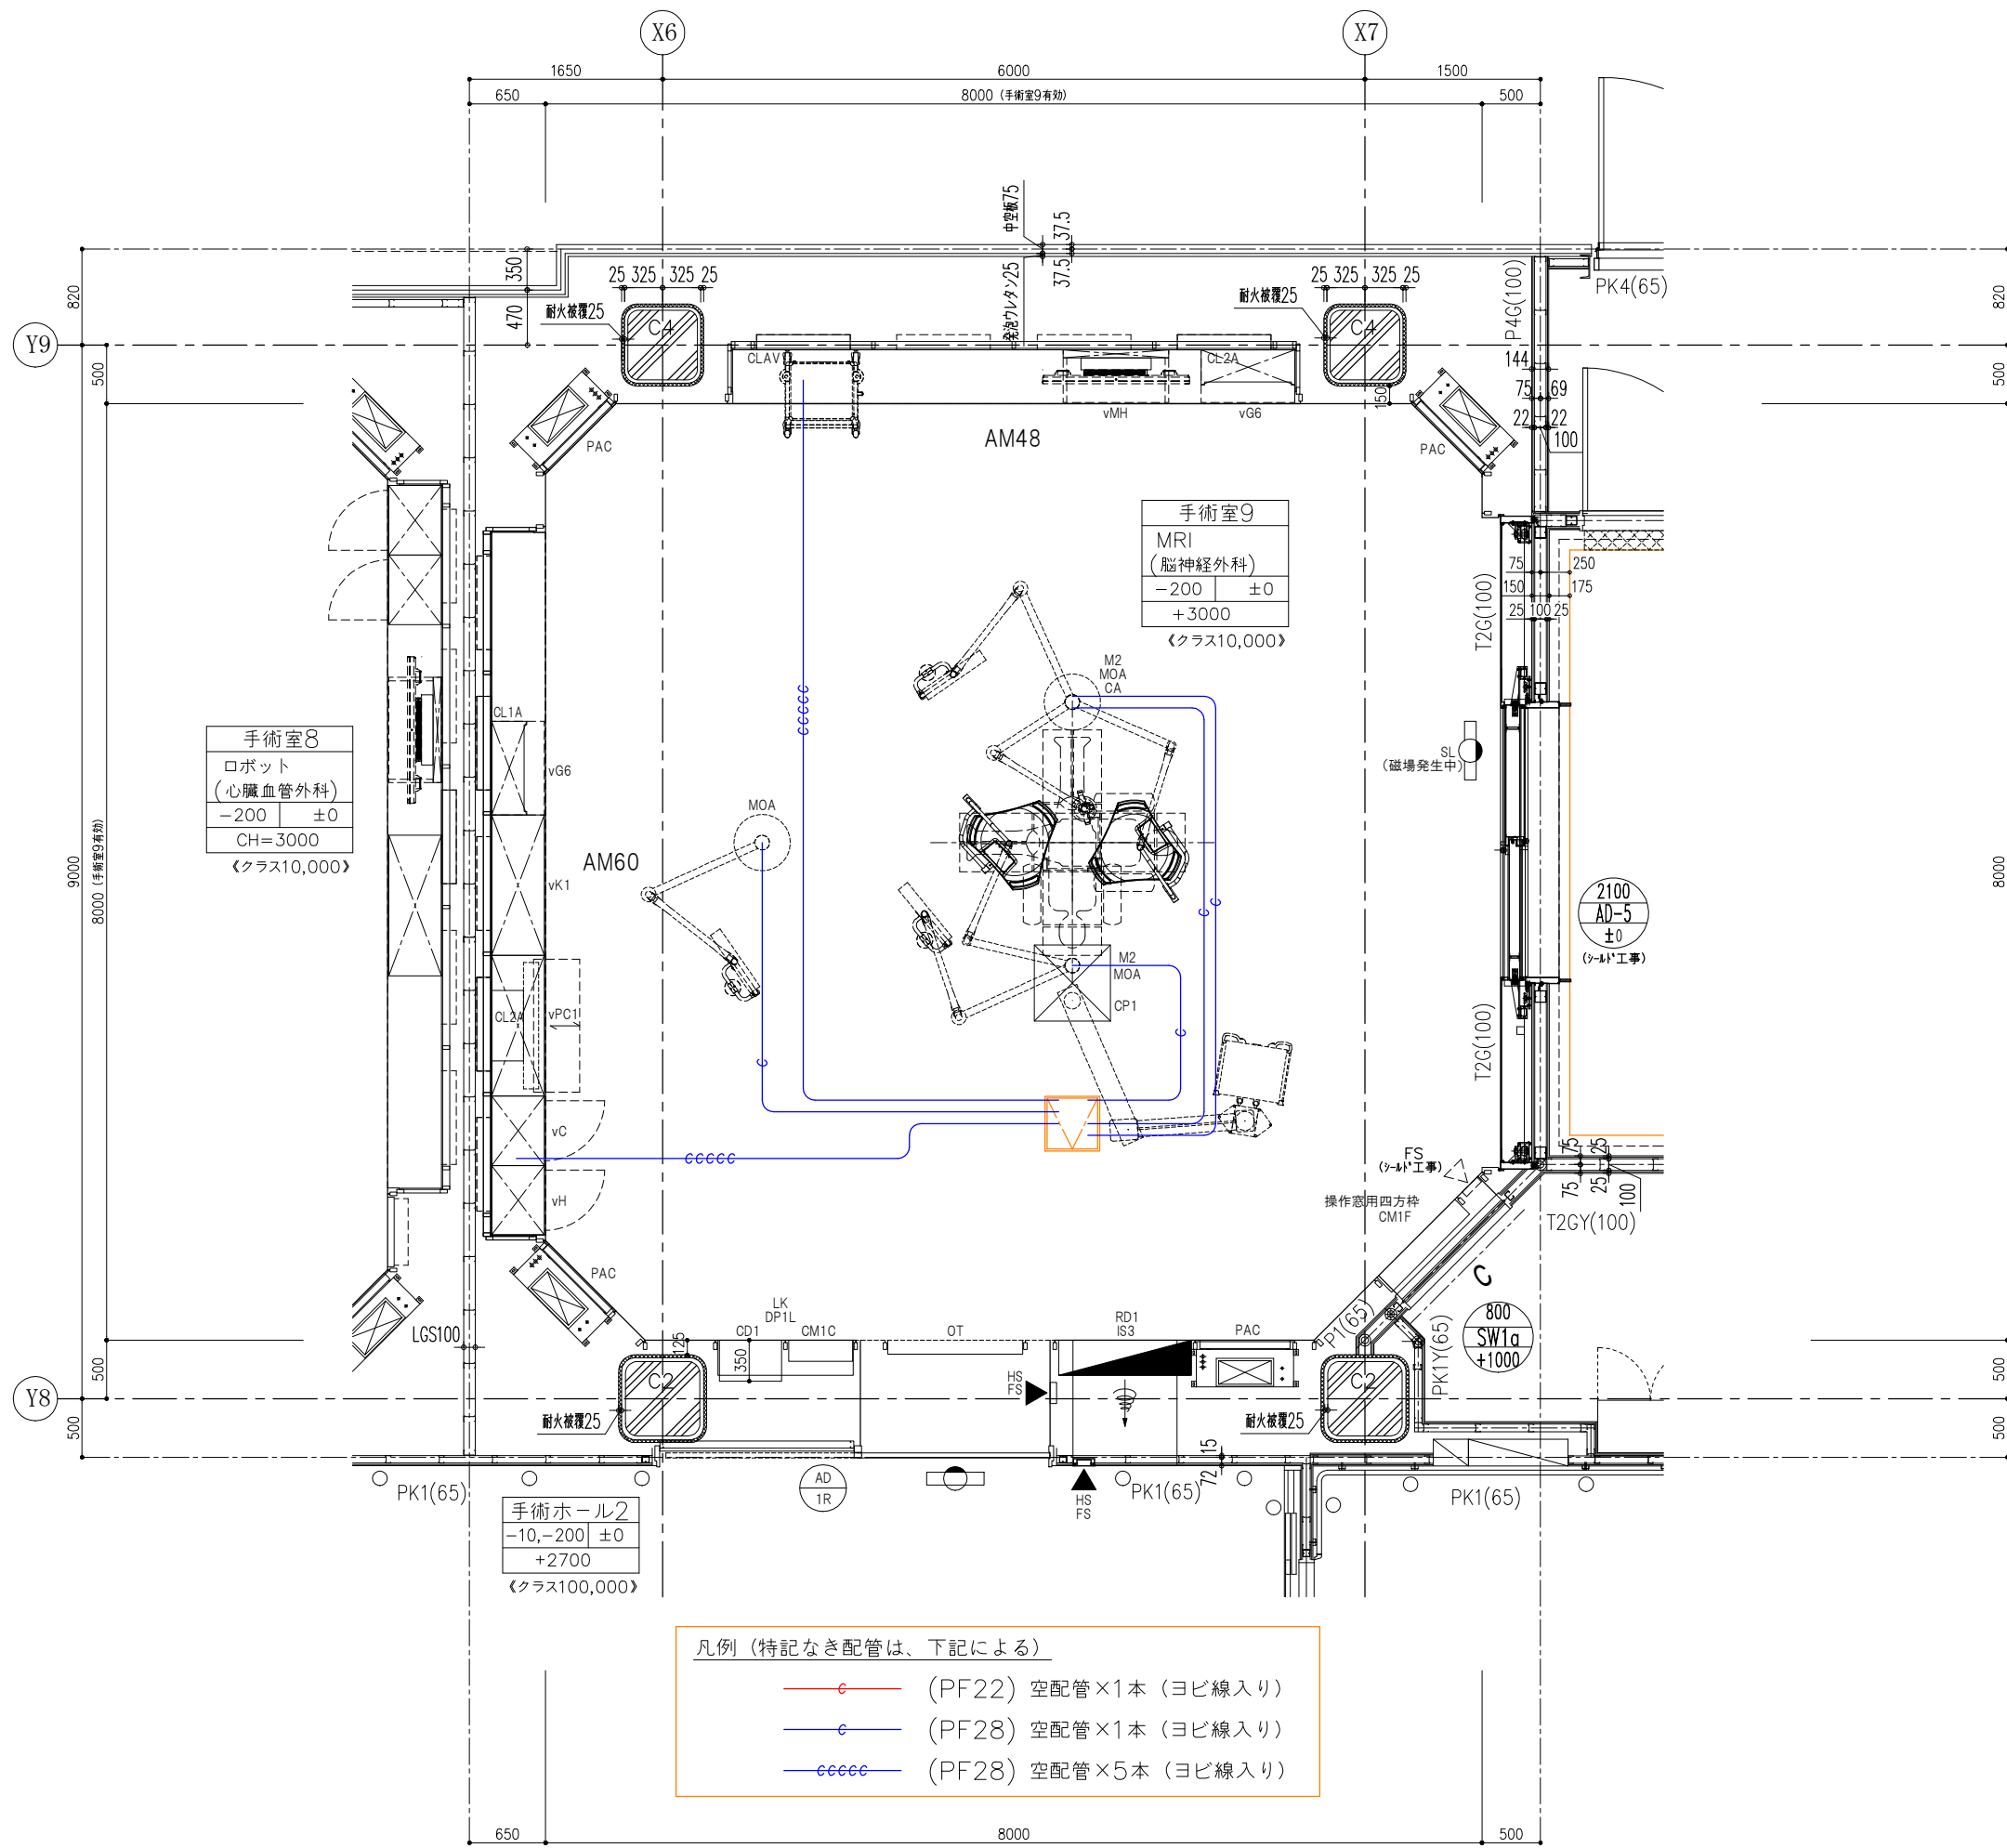 X6
X7
1650
6000
1500
650
8000 (手術室9有効)
500
中空板75
37.5
37.5
発泡ウレタン25
350
470
820
820
25 325 325 25
25 325 325 25
耐火被覆25
耐火被覆25
C4
C4
P4G(100)
PK4(65)
Y9
500
500
CLAV
CL2A
vMH
vG6
150
144
75 69
22 22
100
PAC
PAC
AM48
手術室9
MRI
(脳神経外科)
-200 ±0
+3000
《クラス10,000》
75 250
150 175
25 100 25
T2G(100)
M2
MOA
CA
CL1A
vG6
手術室8
ロボット
(心臓血管外科)
-200 ±0
CH=3000
《クラス10,000》
ccccc
SL
(磁場発生中)
MOA
AM60
vK1
9000
8000 (手術室9有効)
8000
c
c
2100
AD-5
±0
(シールド工事)
M2
MOA
CP1
CL2A
vPC1
T2G(100)
c
c
vC
ccccc
vH
FS
(シールド工事)
操作窓用四方枠
CM1F
75 25
75 25
100
T2GY(100)
C
PAC
LK
DP1L
CD1
CM1C
OT
RD1
IS3
PAC
P1(65)
PK1Y(65)
800
SW1a
+1000
LGS100
125
350
C2
C2
耐火被覆25
耐火被覆25
HS
FS
Y8
500
500
500
500
15
72
PK1(65)
AD
1R
HS
FS
PK1(65)
PK1(65)
手術ホール2
-10,-200 ±0
+2700
《クラス100,000》
凡例 (特記なき配管は、下記による)
c (PF22) 空配管×1本 (ヨビ線入り)
c (PF28) 空配管×1本 (ヨビ線入り)
ccccc (PF28) 空配管×5本 (ヨビ線入り)
650
8000
500